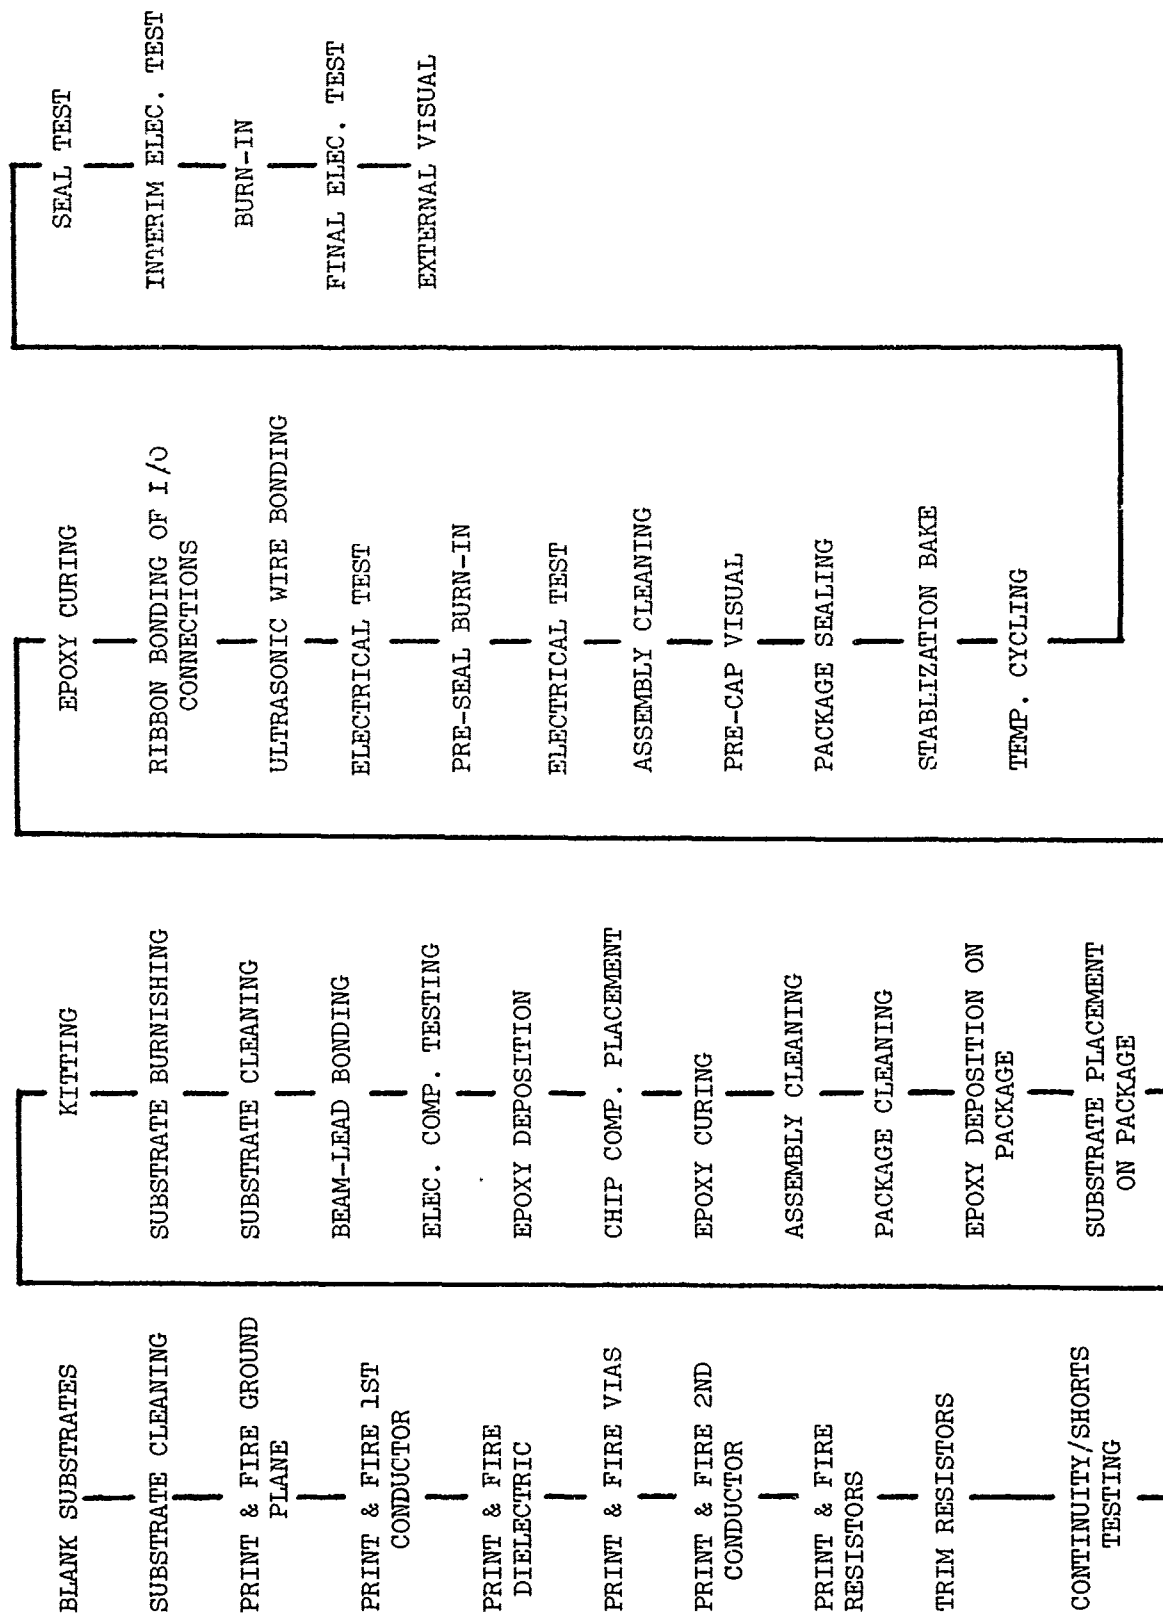 BLANK SUBSTRATES
SUBSTRATE CLEANING
PRINT & FIRE GROUND
PLANE
PRINT & FIRE 1ST
CONDUCTOR
PRINT & FIRE
DIELECTRIC
PRINT & FIRE VIAS
PRINT & FIRE 2ND
CONDUCTOR
PRINT & FIRE
RESISTORS
TRIM RESISTORS
CONTINUITY/SHORTS
TESTING
KITTING
SUBSTRATE BURNISHING
SUBSTRATE CLEANING
BEAM-LEAD BONDING
ELEC. COMP. TESTING
EPOXY DEPOSITION
CHIP COMP. PLACEMENT
EPOXY CURING
ASSEMBLY CLEANING
PACKAGE CLEANING
EPOXY DEPOSITION ON
PACKAGE
SUBSTRATE PLACEMENT
ON PACKAGE
EPOXY CURING
RIBBON BONDING OF I/O
CONNECTIONS
ULTRASONIC WIRE BONDING
ELECTRICAL TEST
PRE-SEAL BURN-IN
ELECTRICAL TEST
ASSEMBLY CLEANING
PRE-CAP VISUAL
PACKAGE SEALING
STABLIZATION BAKE
TEMP. CYCLING
SEAL TEST
INTERIM ELEC. TEST
BURN-IN
FINAL ELEC. TEST
EXTERNAL VISUAL